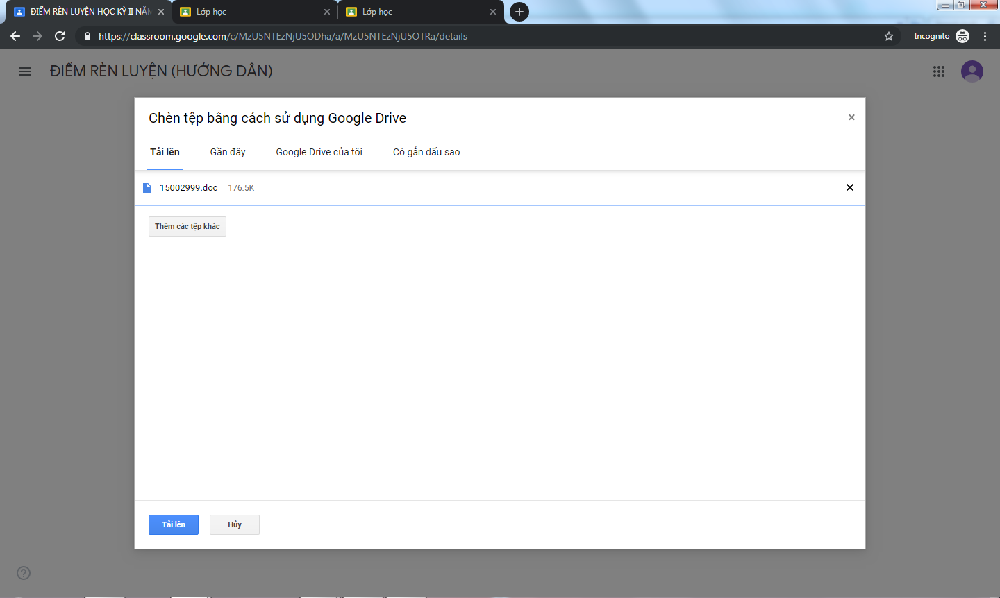 ĐIỂM RÈN LUYỆN HỌC KỲ II NĂM
Lớp học
Lớp học
https://classroom.google.com/c/MzU5NTEzNjU5ODha/a/MzU5NTEzNjU5OTRa/details
Incognito
ĐIỂM RÈN LUYỆN (HƯỚNG DẪN)
Chèn tệp bằng cách sử dụng Google Drive
Tải lên
Gần đây
Google Drive của tôi
Có gắn dấu sao
15002999.doc 176.5K
Thêm các tệp khác
Tải lên
Hủy